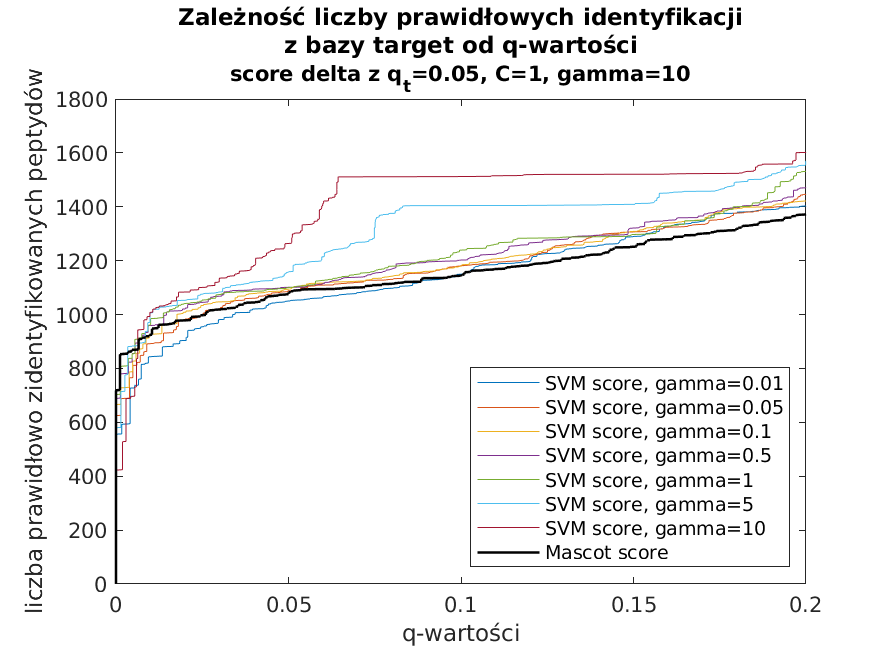 Zależność liczby prawidłowych identyfikacji
z bazy target od q-wartości
score delta z qt=0.05, C=1, gamma=10
liczba prawidłowo zidentyfikowanych peptydów
1800
1600
1400
1200
1000
800
600
400
200
0
SVM score, gamma=0.01
SVM score, gamma=0.05
SVM score, gamma=0.1
SVM score, gamma=0.5
SVM score, gamma=1
SVM score, gamma=5
SVM score, gamma=10
Mascot score
0 0.05 0.1 0.15 0.2
q-wartości